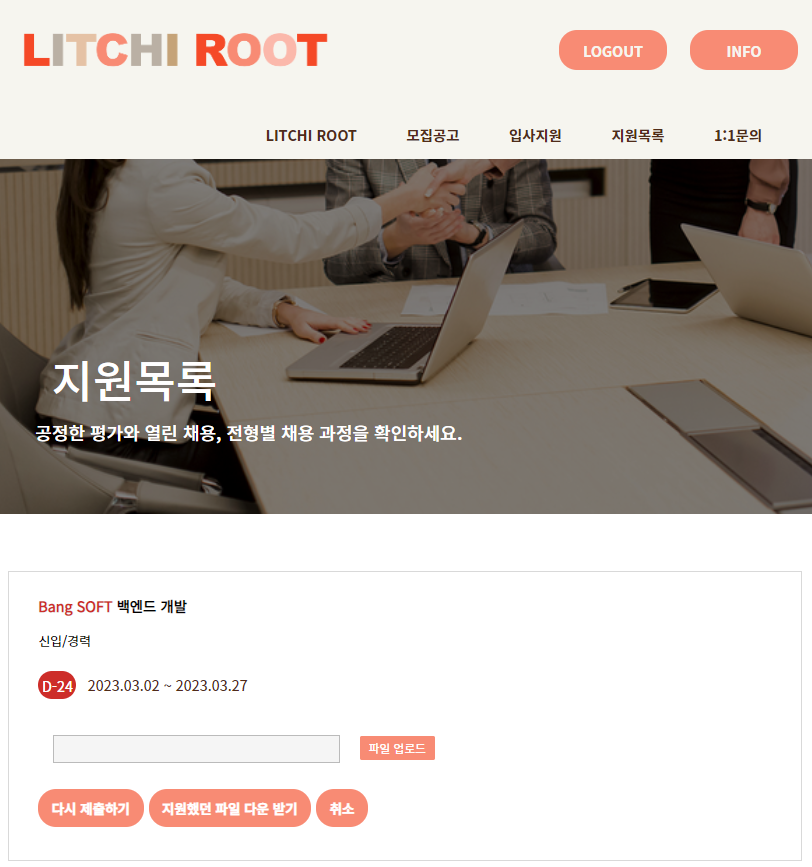 LITCHI ROOT
LOGOUT INFO
LITCHI ROOT 모집공고 입사지원 지원목록 1:1문의
지원목록
공정한 평가와 열린 채용, 전형별 채용 과정을 확인하세요.
Bang SOFT 백엔드 개발
신입/경력
D-24 2023.03.02 ~ 2023.03.27
파일 업로드
다시 제출하기 지원했던 파일 다운 받기 취소